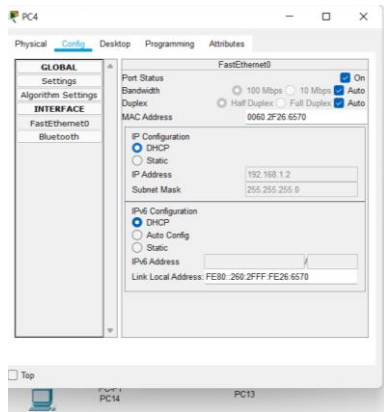 PC4
Physical Config Desktop Programming Attributes
GLOBAL
Settings
Algorithm Settings
INTERFACE
FastEthernet0
Bluetooth
FastEthernet0
Port Status On
Bandwidth 100 Mbps 10 Mbps Auto
Duplex Half Duplex Full Duplex Auto
MAC Address 0060.2F26.6570
IP Configuration
DHCP
Static
IP Address 192.168.1.2
Subnet Mask 255.255.255.0
IPv6 Configuration
DHCP
Auto Config
Static
IPv6 Address /
Link Local Address: FE80::260:2FFF:FE26:6570
Top
PC14
PC13